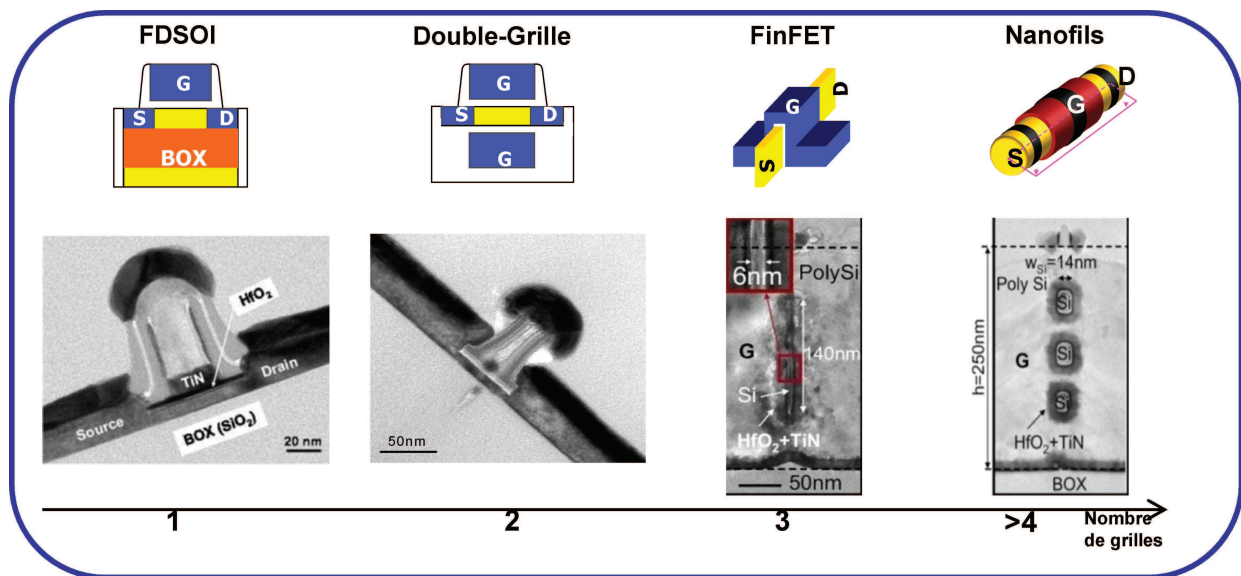 FDSOI
Double-Grille
FinFET
Nanofils
G
S
D
BOX
G
S
D
G
G
D
S
D
G
S
HfO₂
TiN
Drain
Source
BOX (SiO₂)
20 nm
50nm
6nm
PolySi
G
140nm
Si
HfO₂+TiN
50nm
w_Si=14nm
Poly Si
Si
h=250nm
G
Si
Si
HfO₂+TiN
BOX
1
2
3
>4
Nombre
de grilles